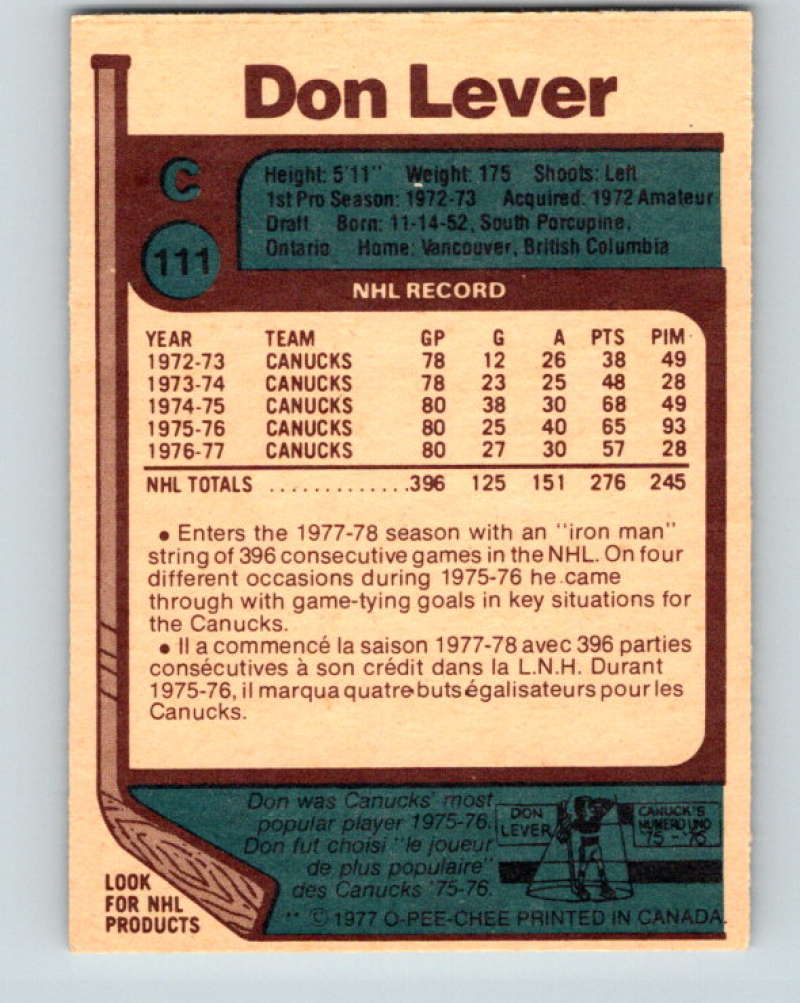 Don Lever
C
111
Height: 5'11" Weight: 175 Shoots: Left
1st Pro Season: 1972-73 Acquired: 1972 Amateur
Draft Born: 11-14-52, South Porcupine,
Ontario Home: Vancouver, British Columbia
NHL RECORD
YEAR TEAM GP G A PTS PIM
1972-73 CANUCKS 78 12 26 38 49
1973-74 CANUCKS 78 23 25 48 28
1974-75 CANUCKS 80 38 30 68 49
1975-76 CANUCKS 80 25 40 65 93
1976-77 CANUCKS 80 27 30 57 28
NHL TOTALS .............396 125 151 276 245
• Enters the 1977-78 season with an "iron man"
string of 396 consecutive games in the NHL. On four
different occasions during 1975-76 he came
through with game-tying goals in key situations for
the Canucks.
• Il a commencé la saison 1977-78 avec 396 parties
consécutives à son crédit dans la L.N.H. Durant
1975-76, il marqua quatre buts égalisateurs pour les
Canucks.
Don was Canucks' most
popular player 1975-76.
Don fut choisi "le joueur
de plus populaire"
des Canucks '75-76.
DON
LEVER
CANUCK'S
NUMERO UNO
75-76
LOOK
FOR NHL
PRODUCTS
** © 1977 O-PEE-CHEE PRINTED IN CANADA.